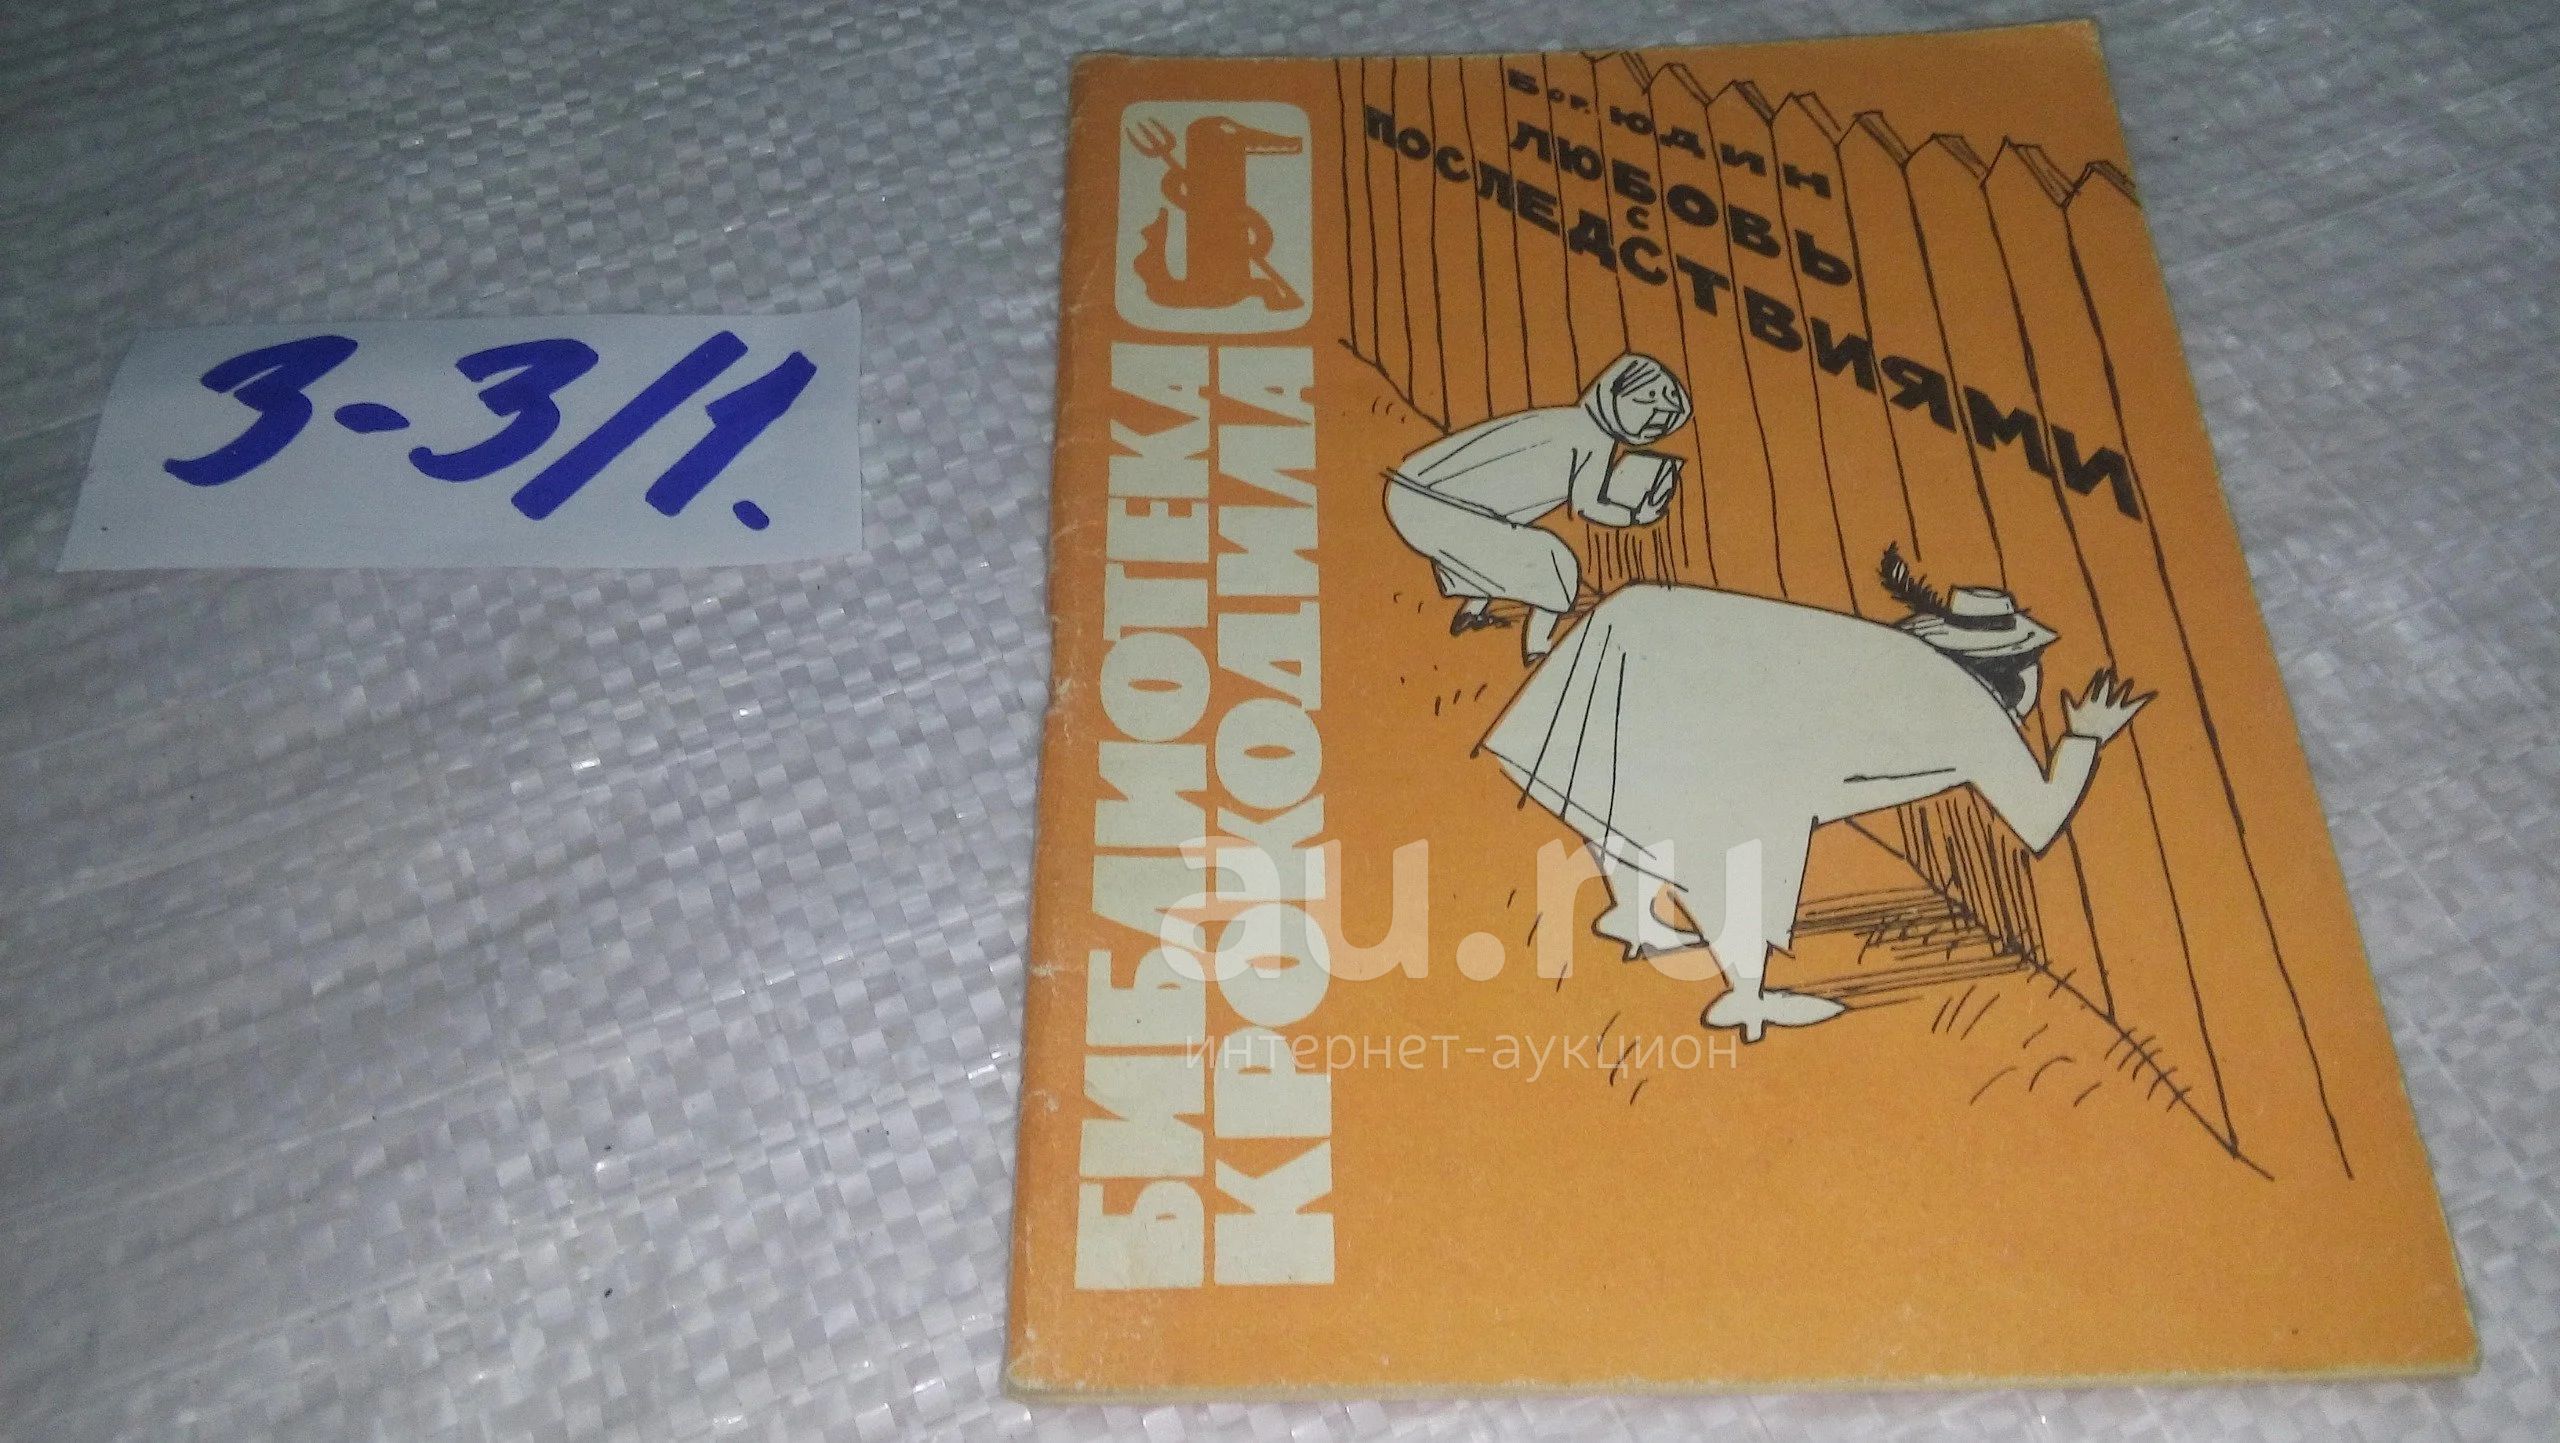 3-3/1.
Бор. ЮДИН
ЛЮБОВЬ
С
ПОСЛЕДСТВИЯМИ
БИБЛИОТЕКА
КРОКОДИЛА
au.ru
интернет-аукцион